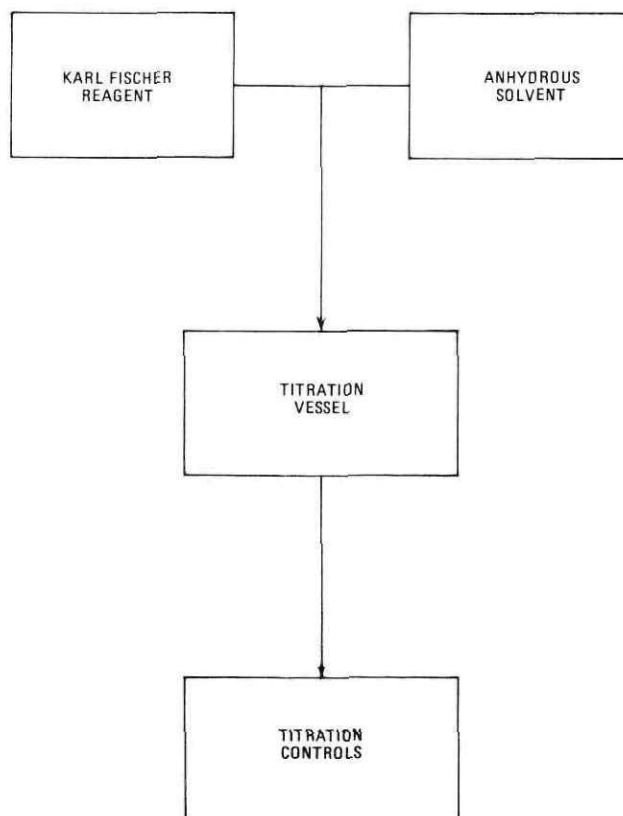 KARL FISCHER
REAGENT
ANHYDROUS
SOLVENT
TITRATION
VESSEL
TITRATION
CONTROLS